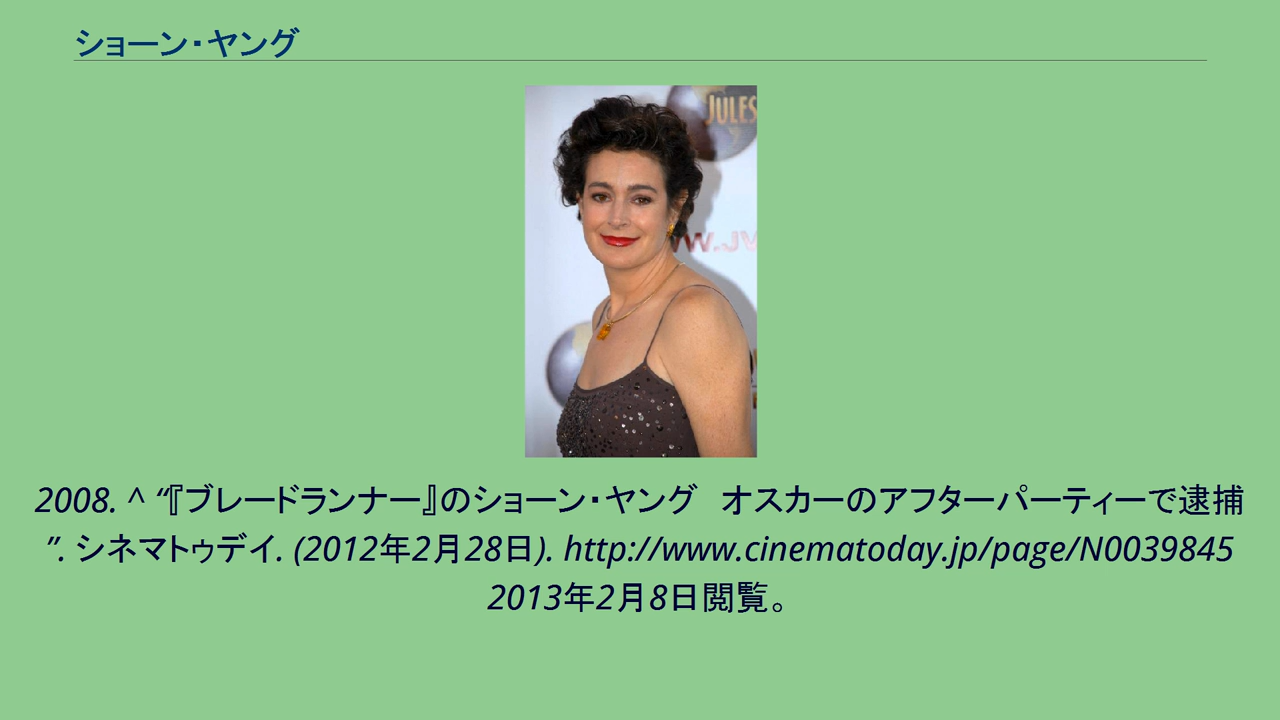 ショーン・ヤング
JULES
WW.JV
2008. ^ “『ブレードランナー』のショーン・ヤング　オスカーのアフターパーティーで逮捕
”. シネマトゥデイ. (2012年2月28日). http://www.cinematoday.jp/page/N0039845
2013年2月8日閲覧。